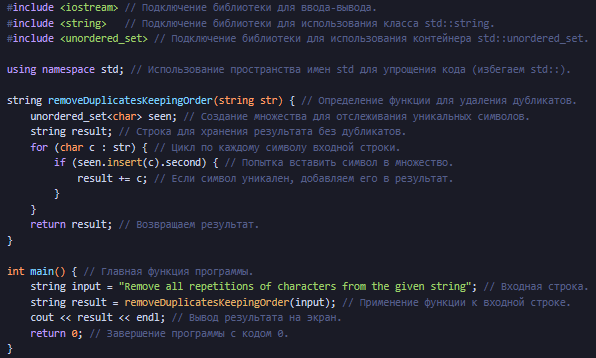 #include <iostream> // Подключение библиотеки для ввода-вывода.
#include <string>   // Подключение библиотеки для использования класса std::string.
#include <unordered_set> // Подключение библиотеки для использования контейнера std::unordered_set.

using namespace std; // Использование пространства имен std для упрощения кода (избегаем std::).

string removeDuplicatesKeepingOrder(string str) { // Определение функции для удаления дубликатов.
    unordered_set<char> seen; // Создание множества для отслеживания уникальных символов.
    string result; // Строка для хранения результата без дубликатов.
    for (char c : str) { // Цикл по каждому символу входной строки.
        if (seen.insert(c).second) { // Попытка вставить символ в множество.
            result += c; // Если символ уникален, добавляем его в результат.
        }
    }
    return result; // Возвращаем результат.
}

int main() { // Главная функция программы.
    string input = "Remove all repetitions of characters from the given string"; // Входная строка.
    string result = removeDuplicatesKeepingOrder(input); // Применение функции к входной строке.
    cout << result << endl; // Вывод результата на экран.
    return 0; // Завершение программы с кодом 0.
}